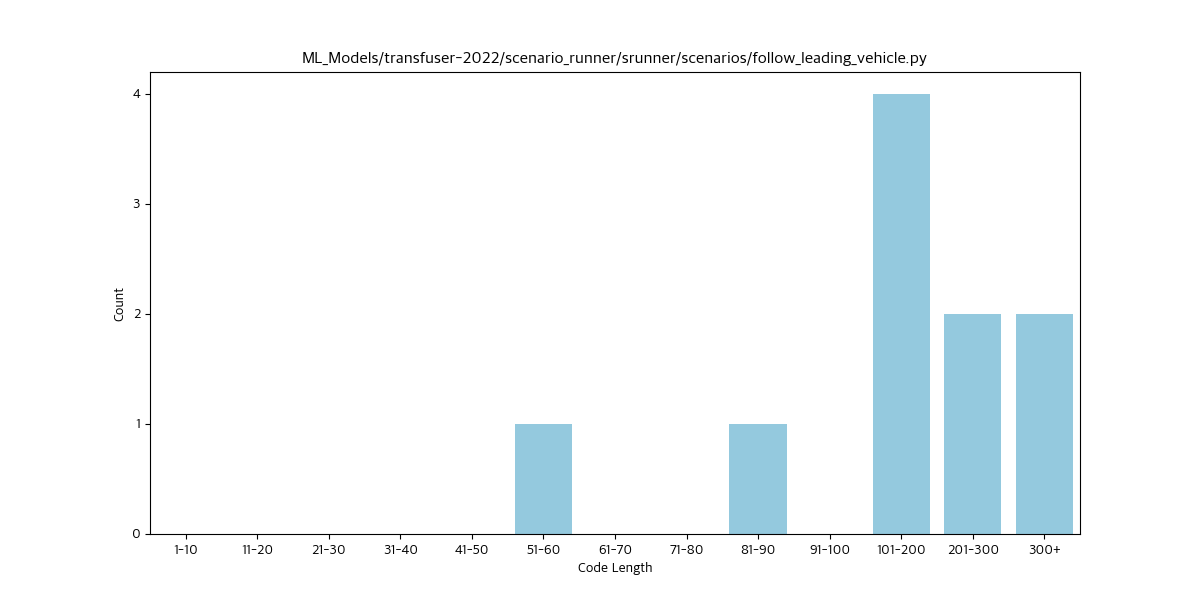 ML_Models/transfuser-2022/scenario_runner/srunner/scenarios/follow_leading_vehicle.py
4
3
2
1
0
Count
1-10 11-20 21-30 31-40 41-50 51-60 61-70 71-80 81-90 91-100 101-200 201-300 300+
Code Length